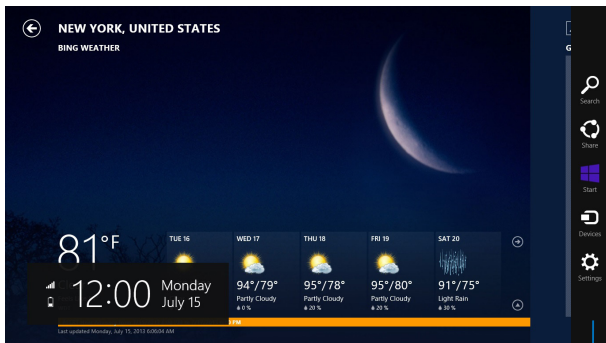 NEW YORK, UNITED STATES
BING WEATHER
G
Search
Share
Start
Devices
Settings
81°F
TUE 16
WED 17
94°/79°
Partly Cloudy
0 %
THU 18
95°/78°
Partly Cloudy
20 %
FRI 19
95°/80°
Partly Cloudy
20 %
SAT 20
91°/75°
Light Rain
30 %
12:00
Monday
July 15
PM
Last updated Monday, July 15, 2013 6:06:04 AM